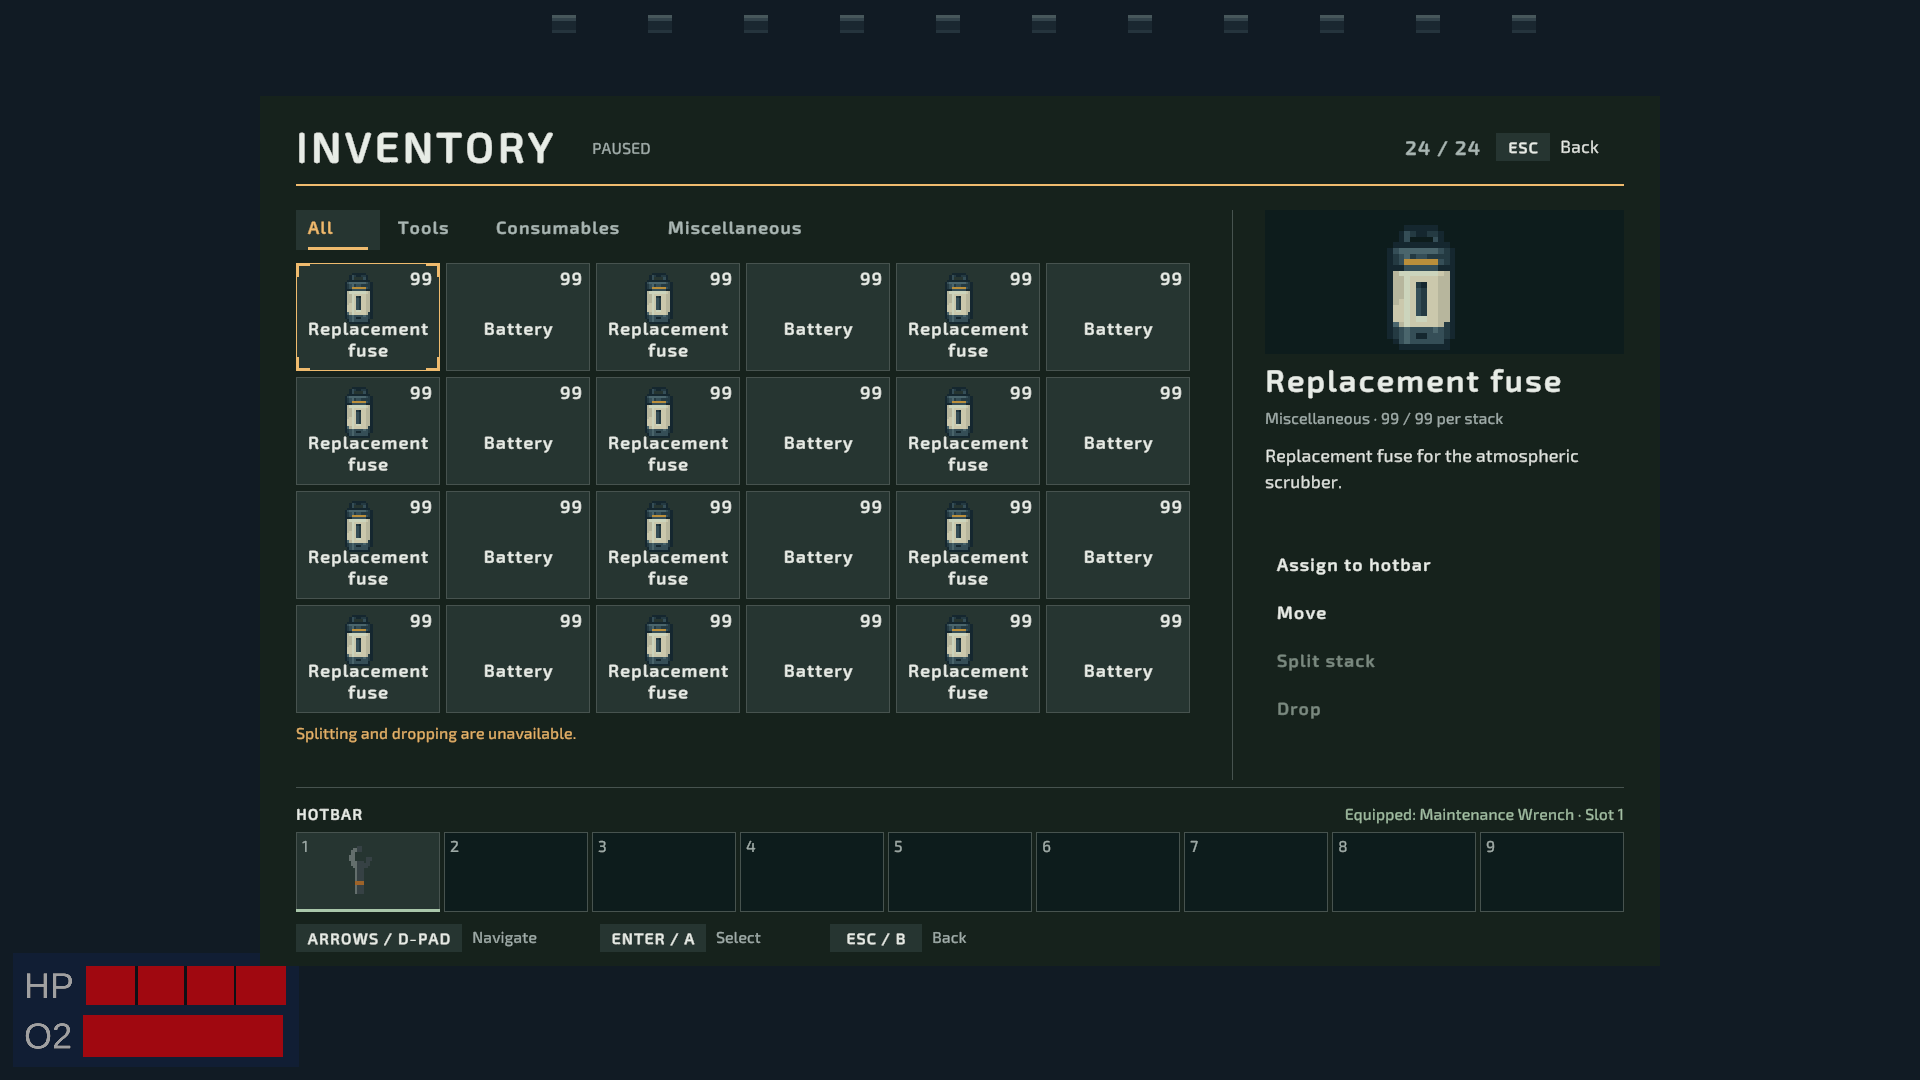 INVENTORY PAUSED 24 / 24 ESC Back
All Tools Consumables Miscellaneous
99 99 99 99 99 99
Replacement Battery Replacement Battery Replacement Battery
fuse fuse fuse
99 99 99 99 99 99
Replacement Battery Replacement Battery Replacement Battery
fuse fuse fuse
99 99 99 99 99 99
Replacement Battery Replacement Battery Replacement Battery
fuse fuse fuse
99 99 99 99 99 99
Replacement Battery Replacement Battery Replacement Battery
fuse fuse fuse
Splitting and dropping are unavailable.
Replacement fuse
Miscellaneous · 99 / 99 per stack
Replacement fuse for the atmospheric
scrubber.
Assign to hotbar
Move
Split stack
Drop
HOTBAR Equipped: Maintenance Wrench · Slot 1
1 2 3 4 5 6 7 8 9
ARROWS / D-PAD Navigate ENTER / A Select ESC / B Back
HP
O2